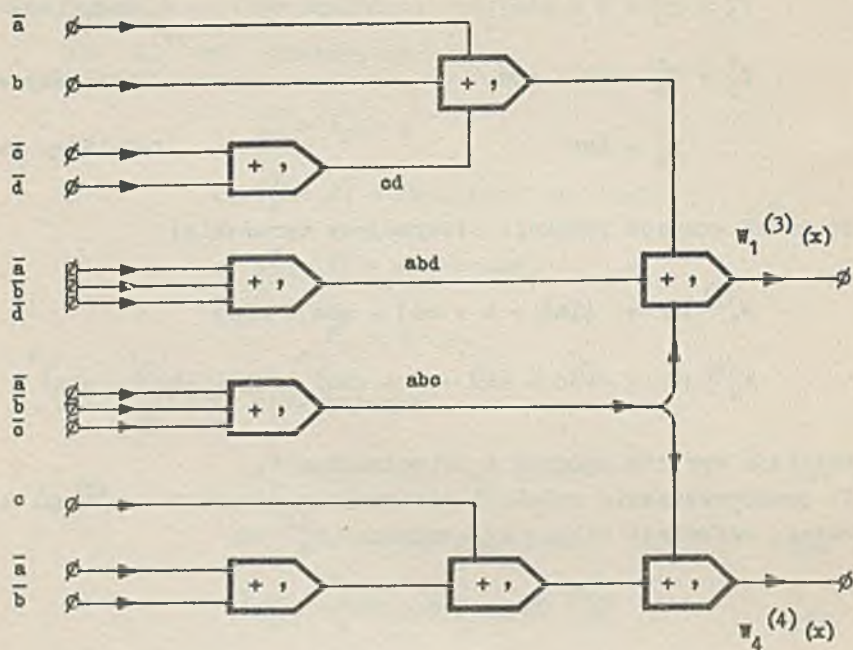 a̅
b
+ ,
c̅
d̅
+ ,
cd
a̅
b̅
d̅
+ ,
abd
+ ,
W₁⁽³⁾(x)
a̅
b̅
c̅
+ ,
abc
c
a̅
b̅
+ ,
+ ,
+ ,
W₄⁽⁴⁾(x)